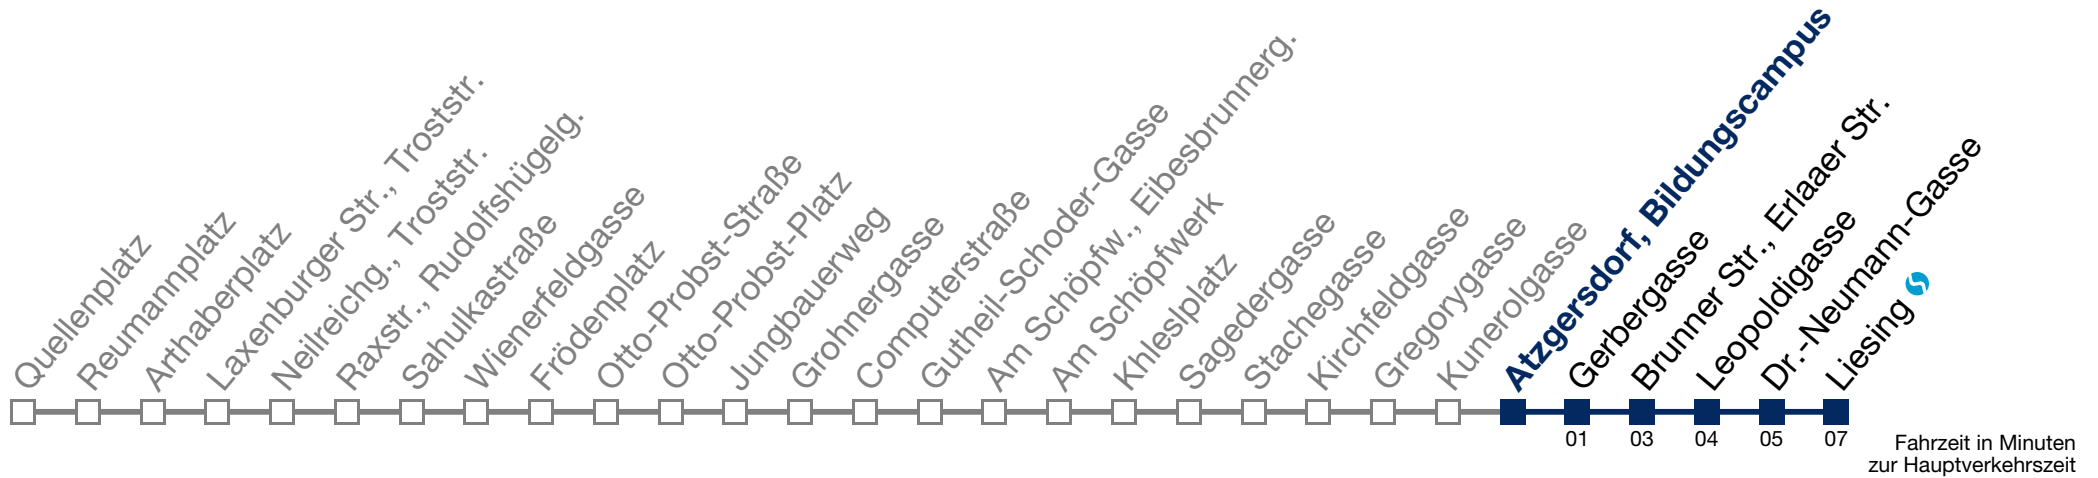 Quellenplatz
Reumannplatz
Arthaberplatz
Laxenburger Str., Troststr.
Neilreichg., Troststr.
Raxstr., Rudolfshügelg.
Sahulkastraße
Wienerfeldgasse
Frödenplatz
Otto-Probst-Straße
Otto-Probst-Platz
Jungbauerweg
Grohnergasse
Computerstraße
Gutheil-Schoder-Gasse
Am Schöpfw., Eibesbrunnerg.
Am Schöpfwerk
Khleslplatz
Sagedergasse
Stachegasse
Kirchfeldgasse
Gregorygasse
Kunerolgasse
Atzgersdorf, Bildungscampus
Gerbergasse
Brunner Str., Erlaaer Str.
Leopoldigasse
Dr.-Neumann-Gasse
Liesing
01 03 04 05 07
Fahrzeit in Minuten
zur Hauptverkehrszeit